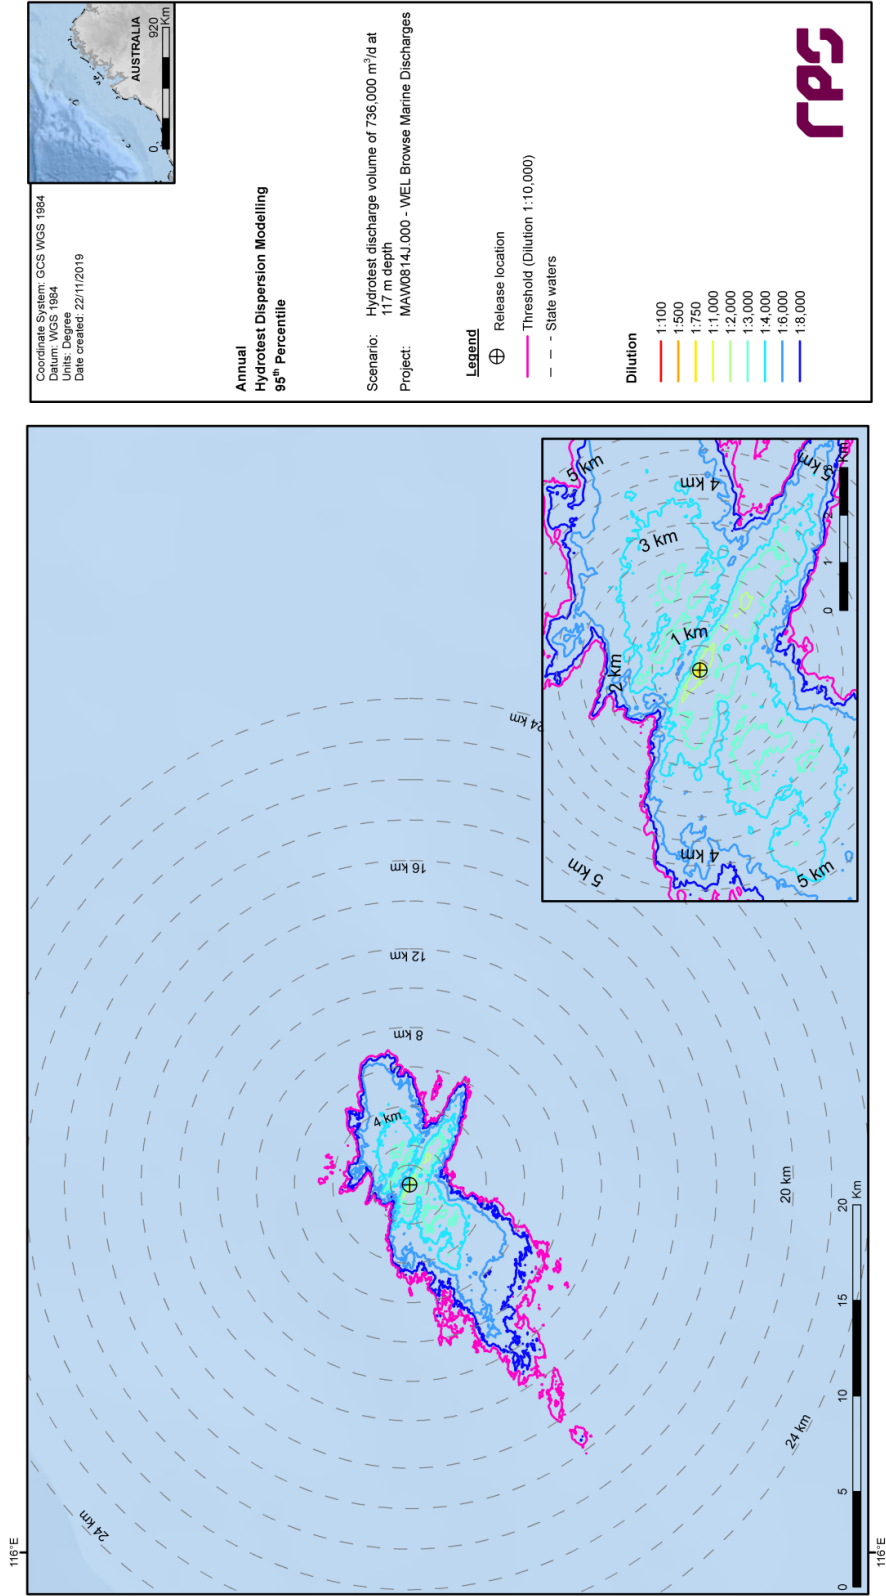 116°E
116°E
24 km
24 km
24 km
20 km
16 km
12 km
8 km
4 km
0 5 10 15 20
Km
5 km
5 km
5 km
5 km
4 km
4 km
3 km
2 km
1 km
0 1 2
Km
Coordinate System: GCS WGS 1984
Datum: WGS 1984
Units: Degree
Date created: 22/11/2019
AUSTRALIA
0 920
Km
Annual
Hydrotest Dispersion Modelling
95th Percentile
Scenario: Hydrotest discharge volume of 736,000 m³/d at
117 m depth
Project: MAW0814J.000 - WEL Browse Marine Discharges
Legend
Release location
Threshold (Dilution 1:10,000)
State waters
Dilution
1:100
1:500
1:750
1:1,000
1:2,000
1:3,000
1:4,000
1:6,000
1:8,000
rps